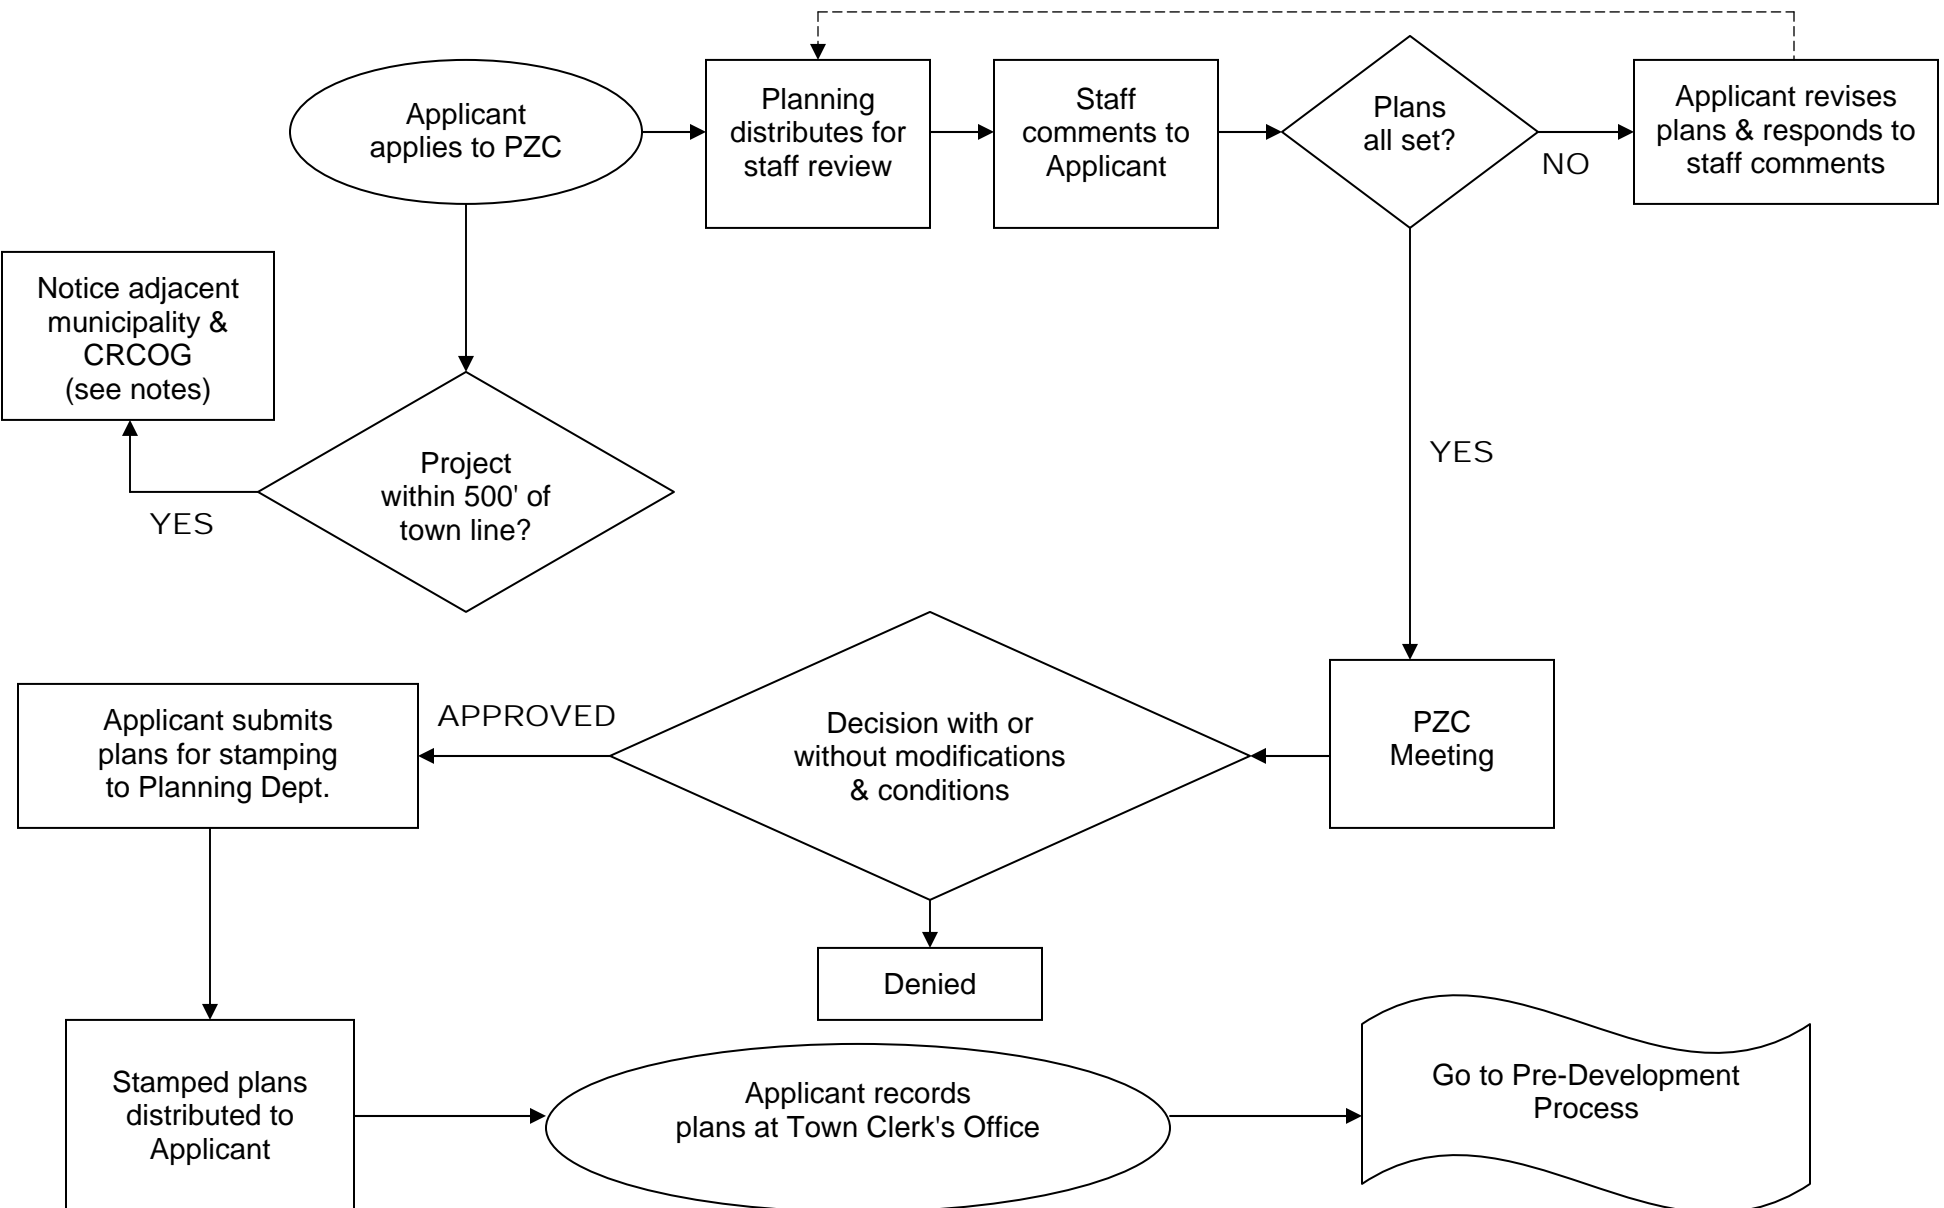 Applicant
applies to PZC
Planning
distributes for
staff review
Staff
comments to
Applicant
Plans
all set?
NO
Applicant revises
plans & responds to
staff comments
Notice adjacent
municipality &
CRCOG
(see notes)
YES
Project
within 500' of
town line?
YES
PZC
Meeting
Decision with or
without modifications
& conditions
APPROVED
Applicant submits
plans for stamping
to Planning Dept.
Denied
Stamped plans
distributed to
Applicant
Applicant records
plans at Town Clerk's Office
Go to Pre-Development
Process